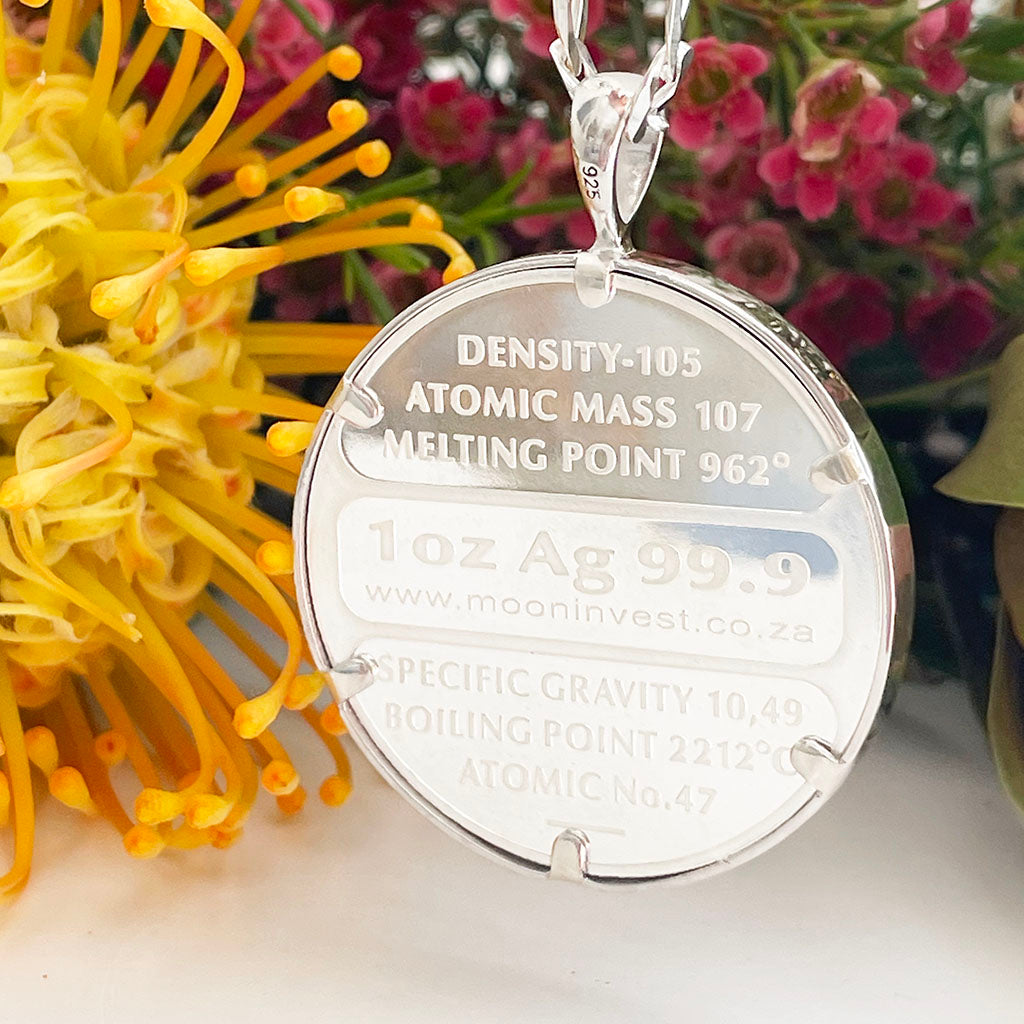 925
DENSITY-105
ATOMIC MASS 107
MELTING POINT 962°
1oz Ag 99.9
www.mooninvest.co.za
SPECIFIC GRAVITY 10,49
BOILING POINT 2212°C
ATOMIC No.47